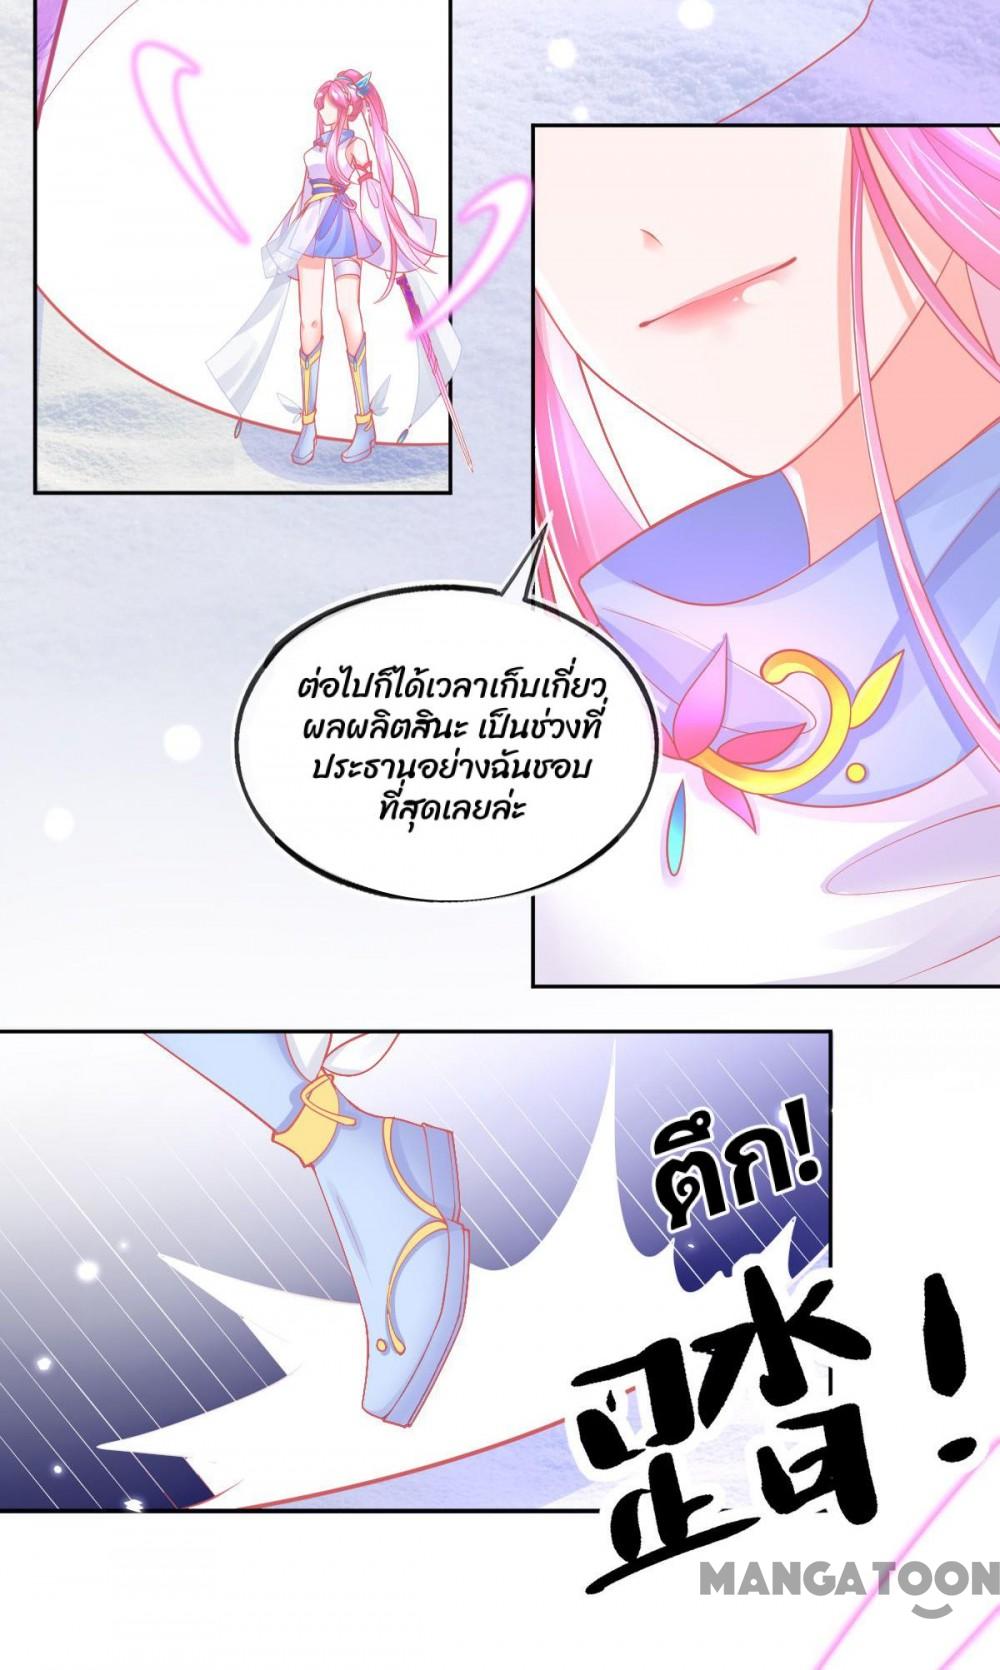 ต่อไปก็ได้เวลาเก็บเกี่ยว
ผลผลิตสินะ เป็นช่วงที่
ประธานอย่างฉันชอบ
ที่สุดเลยล่ะ
ตึก!
踏!
MANGATOON